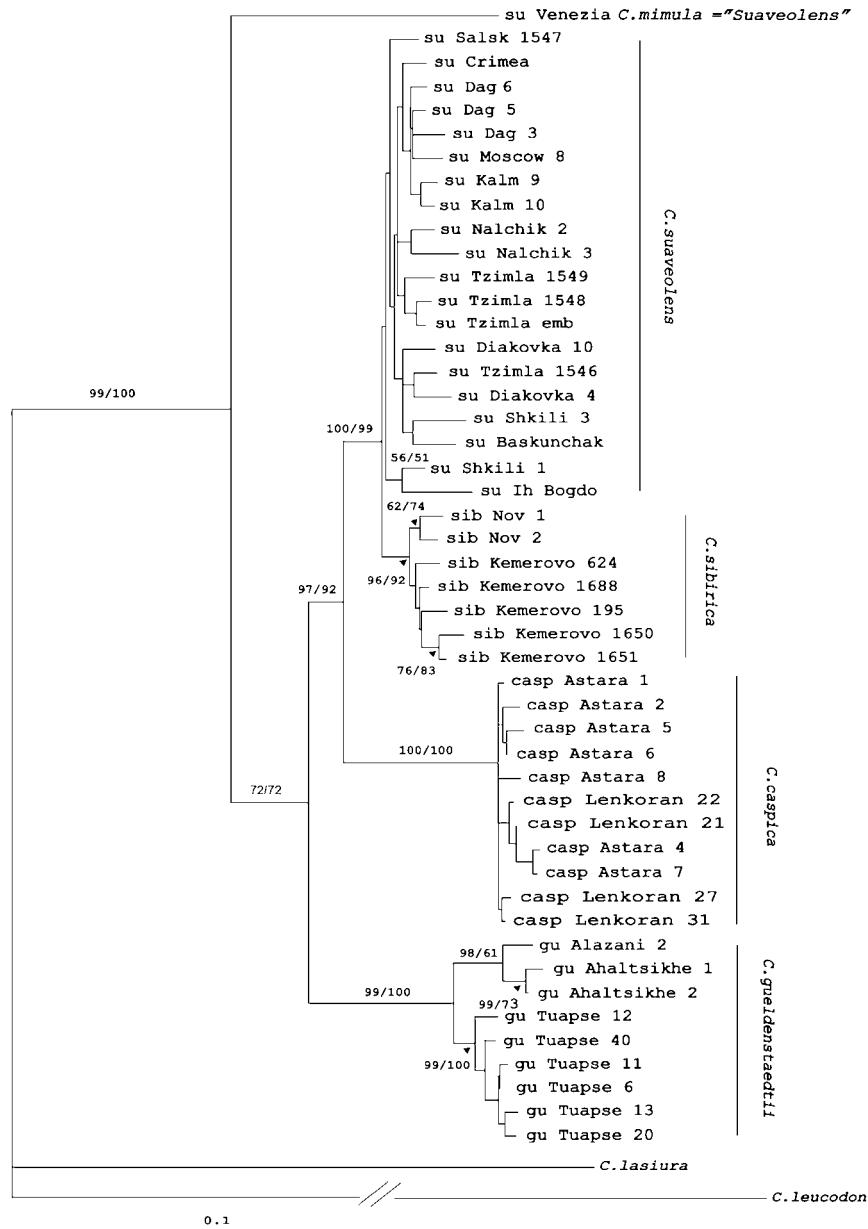 su Venezia C.mimula ="Suaveolens"
su Salsk 1547
su Crimea
su Dag 6
su Dag 5
su Dag 3
su Moscow 8
su Kalm 9
su Kalm 10
su Nalchik 2
su Nalchik 3
su Tzimla 1549
su Tzimla 1548
su Tzimla emb
su Diakovka 10
su Tzimla 1546
su Diakovka 4
su Shkili 3
su Baskunchak
su Shkili 1
su Ih Bogdo
C.suaveolens
99/100
100/99
56/51
62/74
sib Nov 1
sib Nov 2
sib Kemerovo 624
sib Kemerovo 1688
sib Kemerovo 195
sib Kemerovo 1650
sib Kemerovo 1651
C.sibirica
96/92
97/92
76/83
casp Astara 1
casp Astara 2
casp Astara 5
casp Astara 6
casp Astara 8
casp Lenkoran 22
casp Lenkoran 21
casp Astara 4
casp Astara 7
casp Lenkoran 27
casp Lenkoran 31
C.caspica
100/100
72/72
gu Alazani 2
gu Ahaltsikhe 1
gu Ahaltsikhe 2
gu Tuapse 12
gu Tuapse 40
gu Tuapse 11
gu Tuapse 6
gu Tuapse 13
gu Tuapse 20
C.gueldenstaedtii
98/61
99/100
99/73
99/100
C.lasiura
C.leucodon
0.1